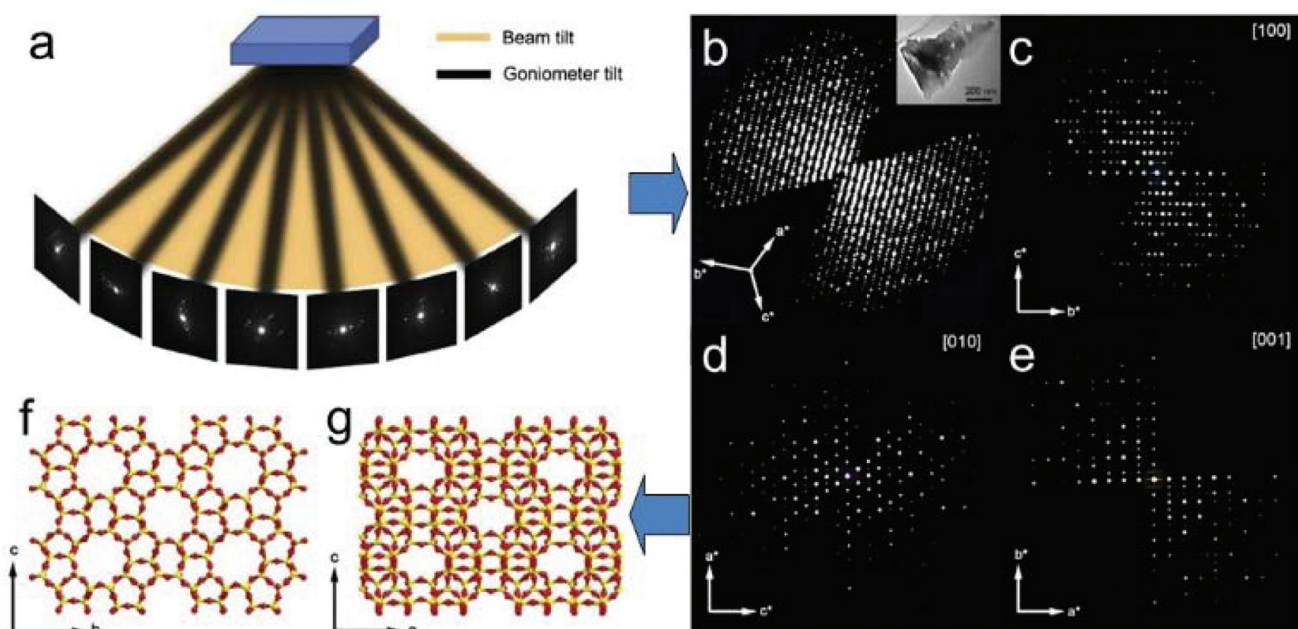 a
Beam tilt
Goniometer tilt
b
200 nm
a*
b*
c*
c
[100]
c*
b*
d
[010]
a*
c*
e
[001]
b*
a*
f
c
b
g
c
a